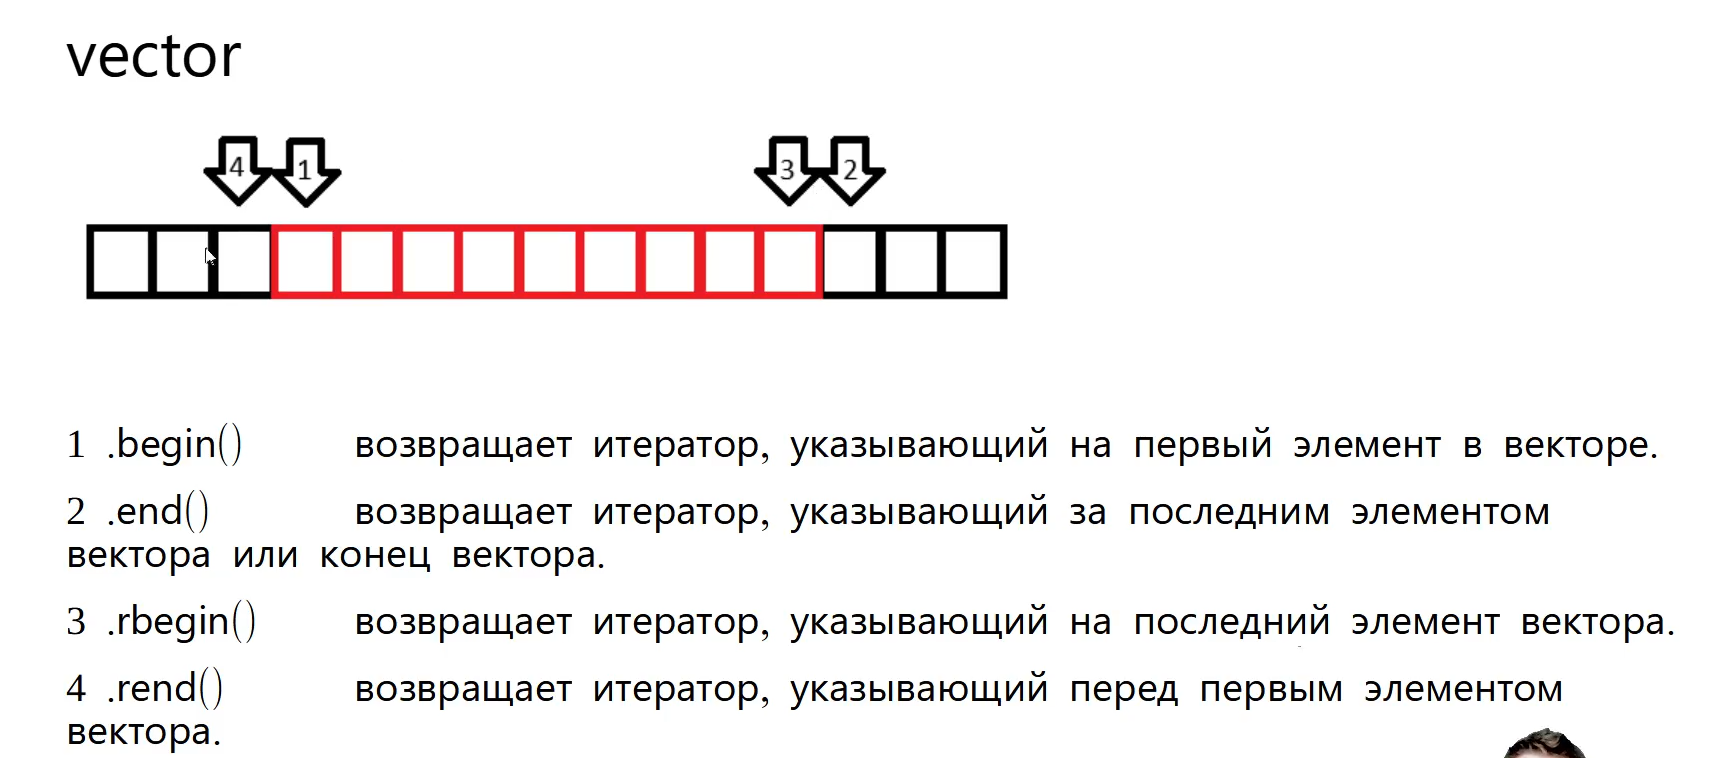 vector
4 1 3 2
1 .begin() возвращает итератор, указывающий на первый элемент в векторе.
2 .end() возвращает итератор, указывающий за последним элементом
вектора или конец вектора.
3 .rbegin() возвращает итератор, указывающий на последний элемент вектора.
4 .rend() возвращает итератор, указывающий перед первым элементом
вектора.